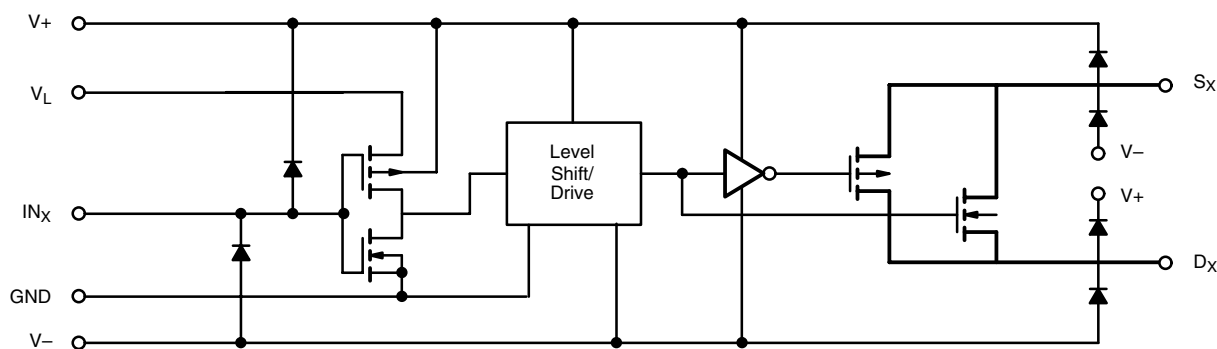 V+
VL
INX
GND
V−
Level
Shift/
Drive
SX
V−
V+
DX